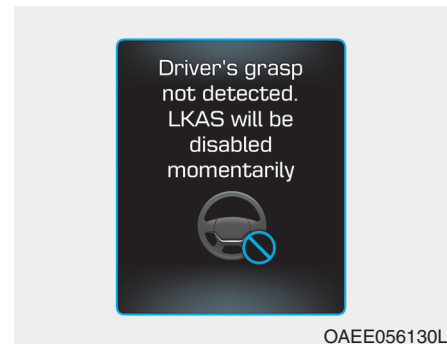 Driver's grasp
not detected.
LKAS will be
disabled
momentarily
OAEE056130L